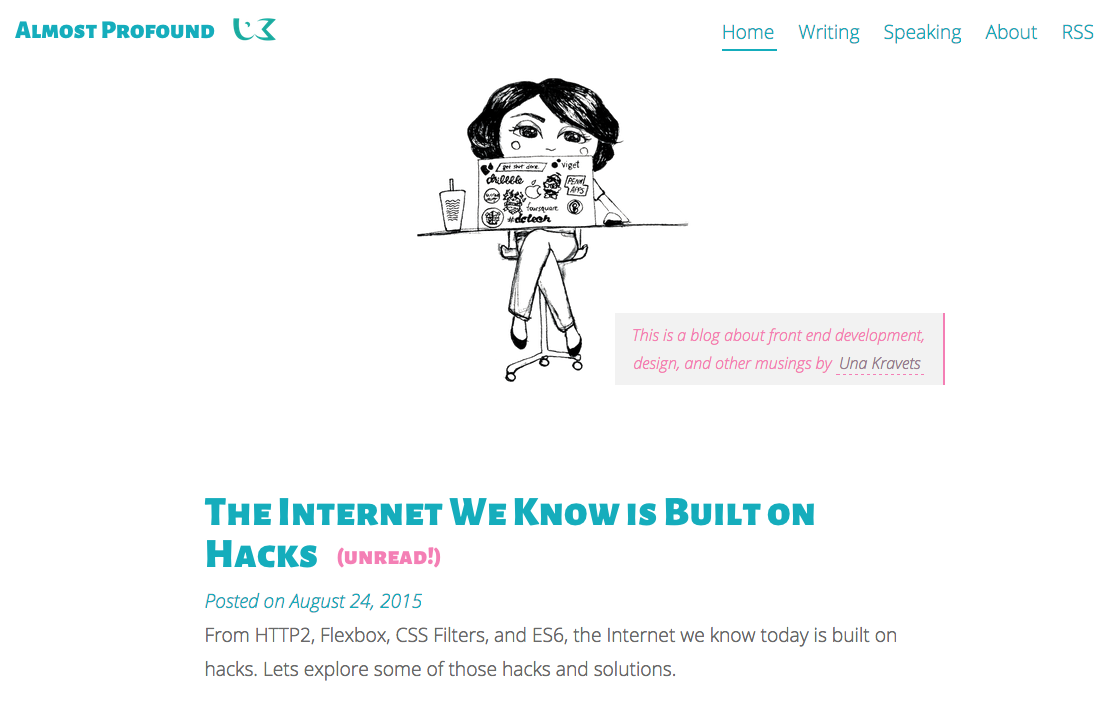 Almost Profound
Home Writing Speaking About RSS
get shit done.
viget
dribbble
PENN
APPS
foursquare
#dctech
This is a blog about front end development,
design, and other musings by Una Kravets
The Internet We Know is Built on
Hacks (unread!)
Posted on August 24, 2015
From HTTP2, Flexbox, CSS Filters, and ES6, the Internet we know today is built on
hacks. Lets explore some of those hacks and solutions.